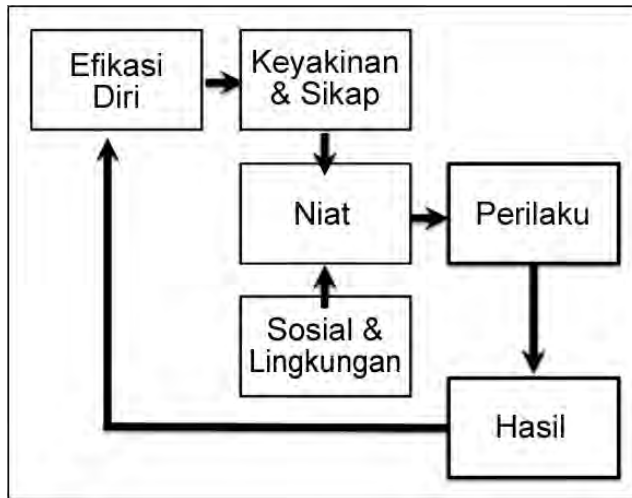 Efikasi
Diri
Keyakinan
& Sikap
Niat
Perilaku
Sosial &
Lingkungan
Hasil